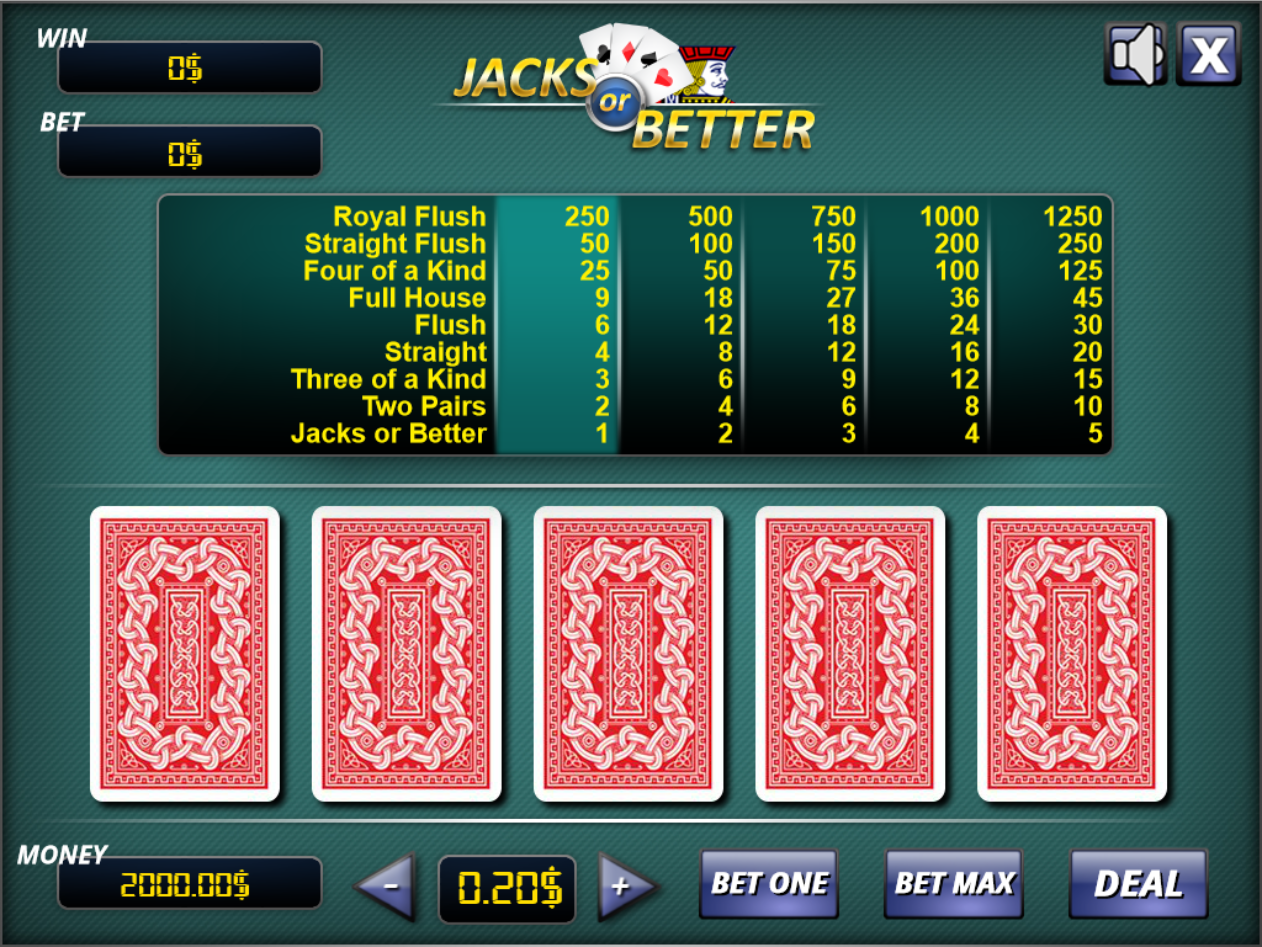 WIN
0$
BET
0$
JACKS
or
BETTER
X
Royal Flush 250 500 750 1000 1250
Straight Flush 50 100 150 200 250
Four of a Kind 25 50 75 100 125
Full House 9 18 27 36 45
Flush 6 12 18 24 30
Straight 4 8 12 16 20
Three of a Kind 3 6 9 12 15
Two Pairs 2 4 6 8 10
Jacks or Better 1 2 3 4 5
MONEY
2000.00$
- 0.20$ +
BET ONE
BET MAX
DEAL